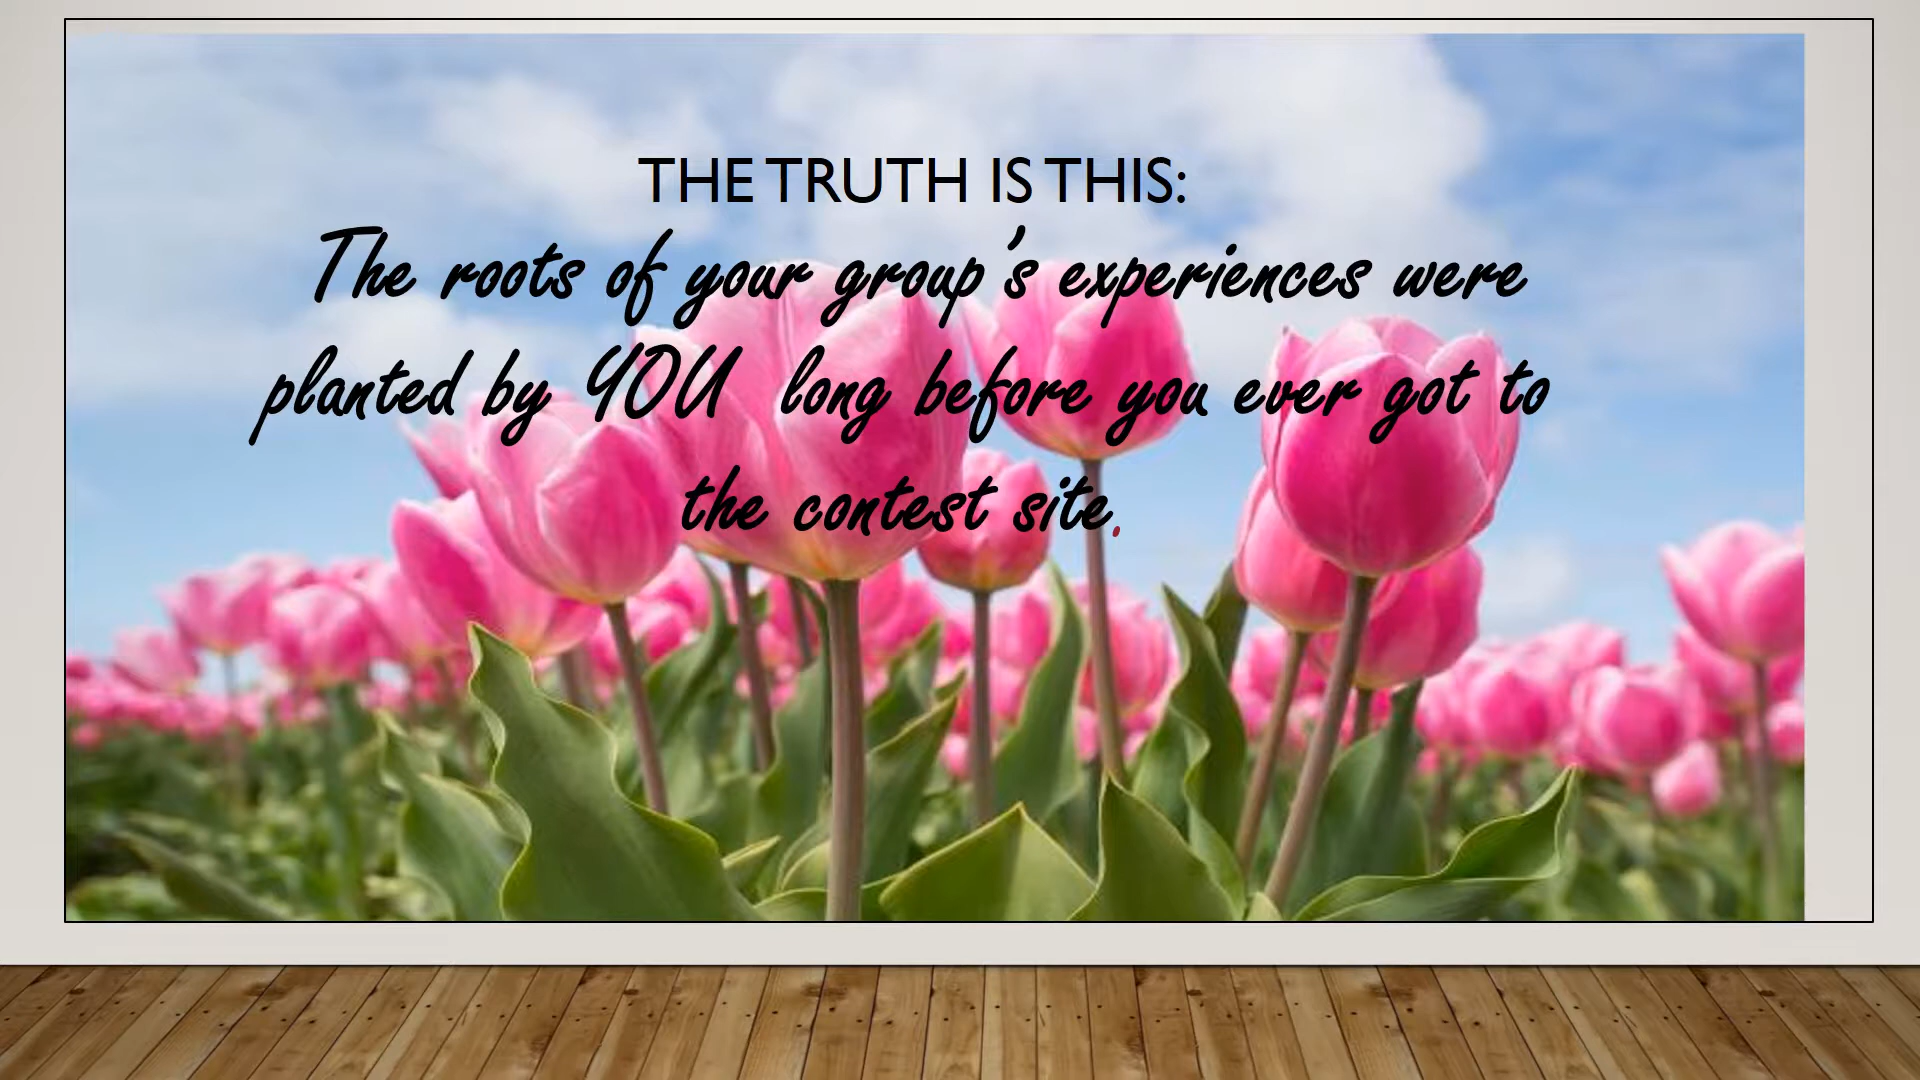 THE TRUTH IS THIS:
The roots of your group's experiences were
planted by YOU long before you ever got to
the contest site.